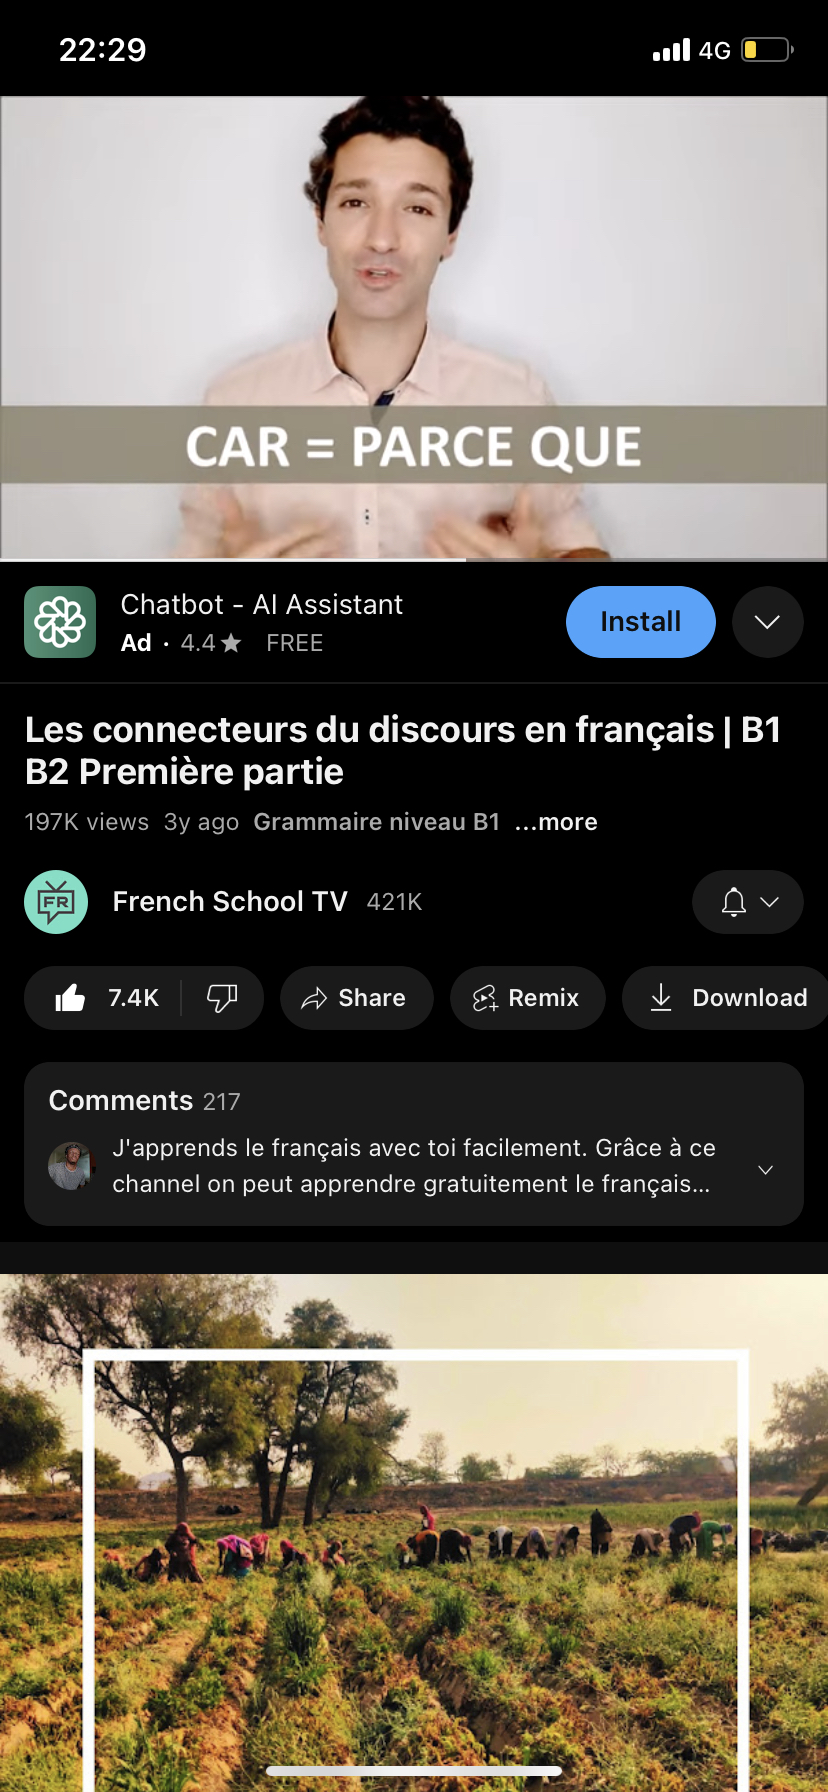 22:29
4G
CAR = PARCE QUE
Chatbot - AI Assistant
Ad · 4.4★ FREE
Install
Les connecteurs du discours en français | B1
B2 Première partie
197K views 3y ago Grammaire niveau B1 ...more
FR
French School TV 421K
7.4K
Share
Remix
Download
Comments 217
J'apprends le français avec toi facilement. Grâce à ce
channel on peut apprendre gratuitement le français...